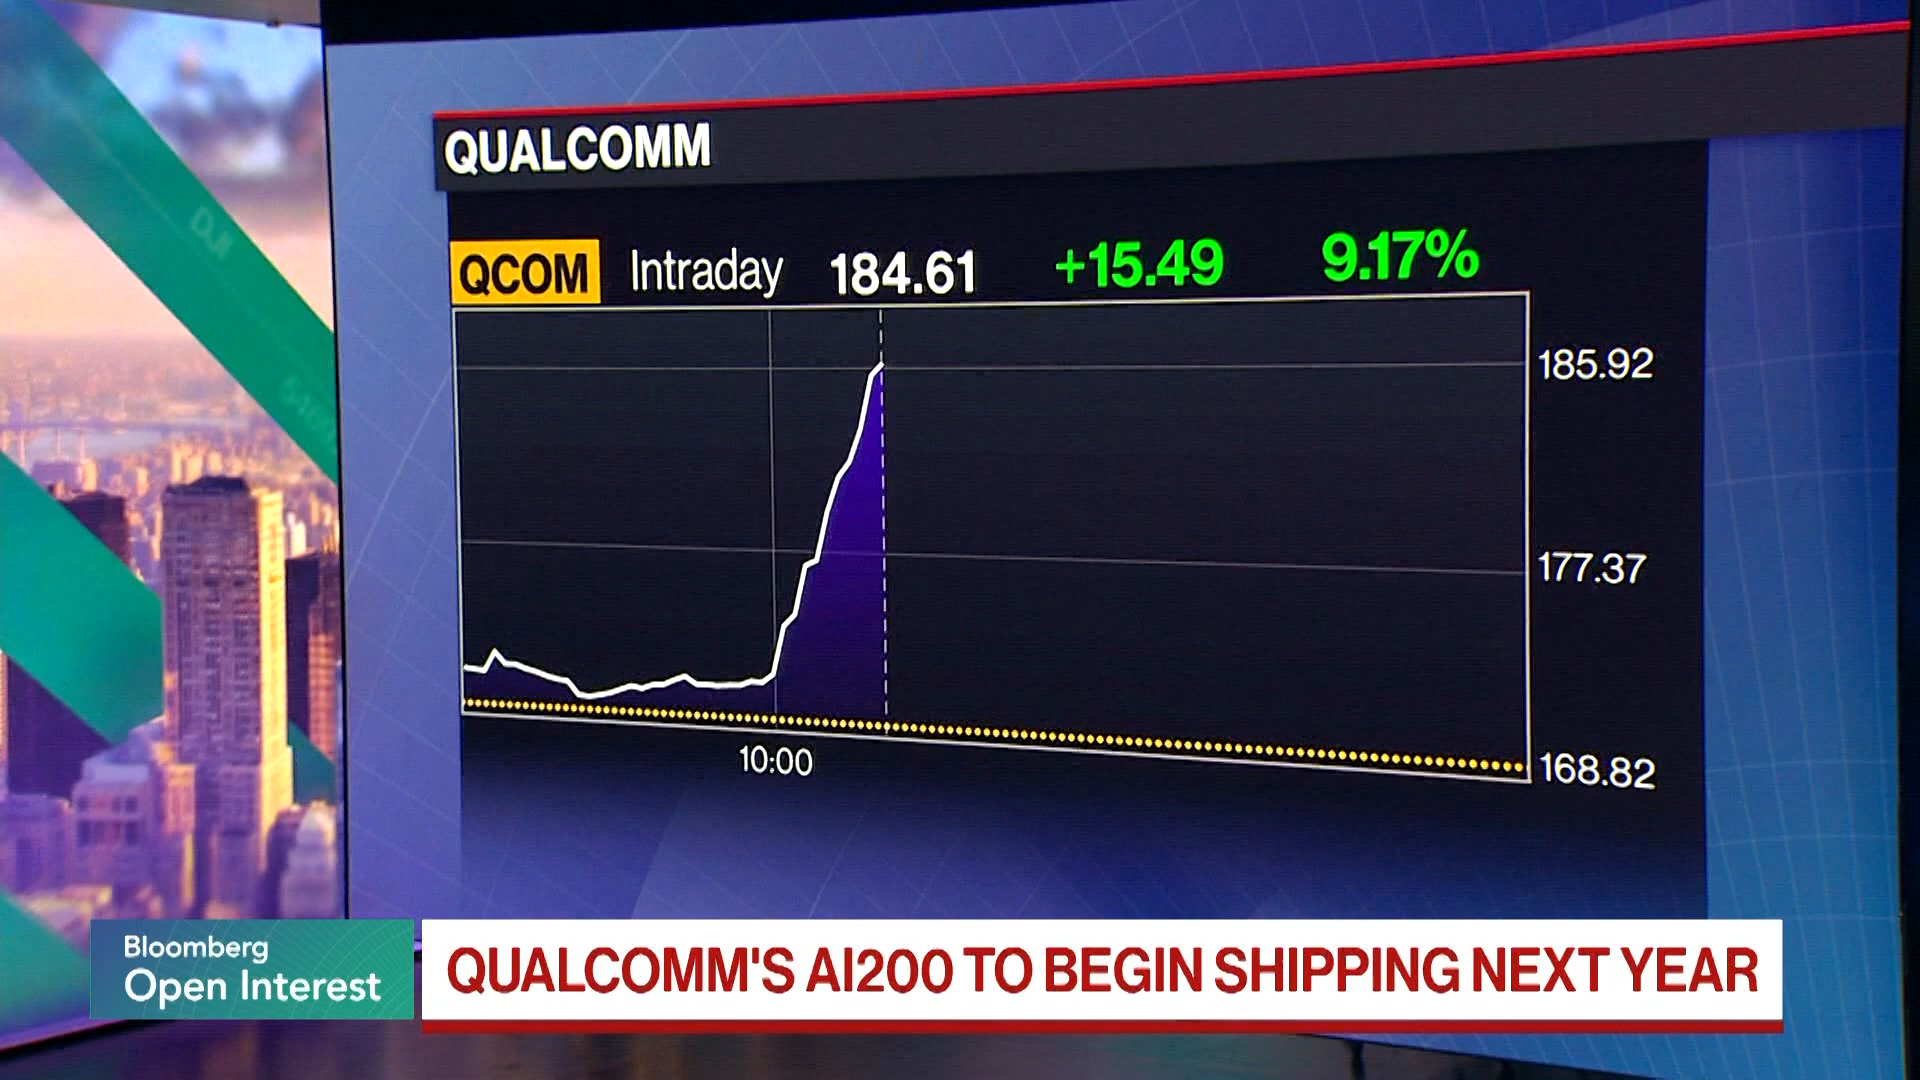 DJI
QUALCOMM
QCOM Intraday 184.61 +15.49 9.17%
185.92
177.37
168.82
10:00
Bloomberg
Open Interest
QUALCOMM'S AI200 TO BEGIN SHIPPING NEXT YEAR